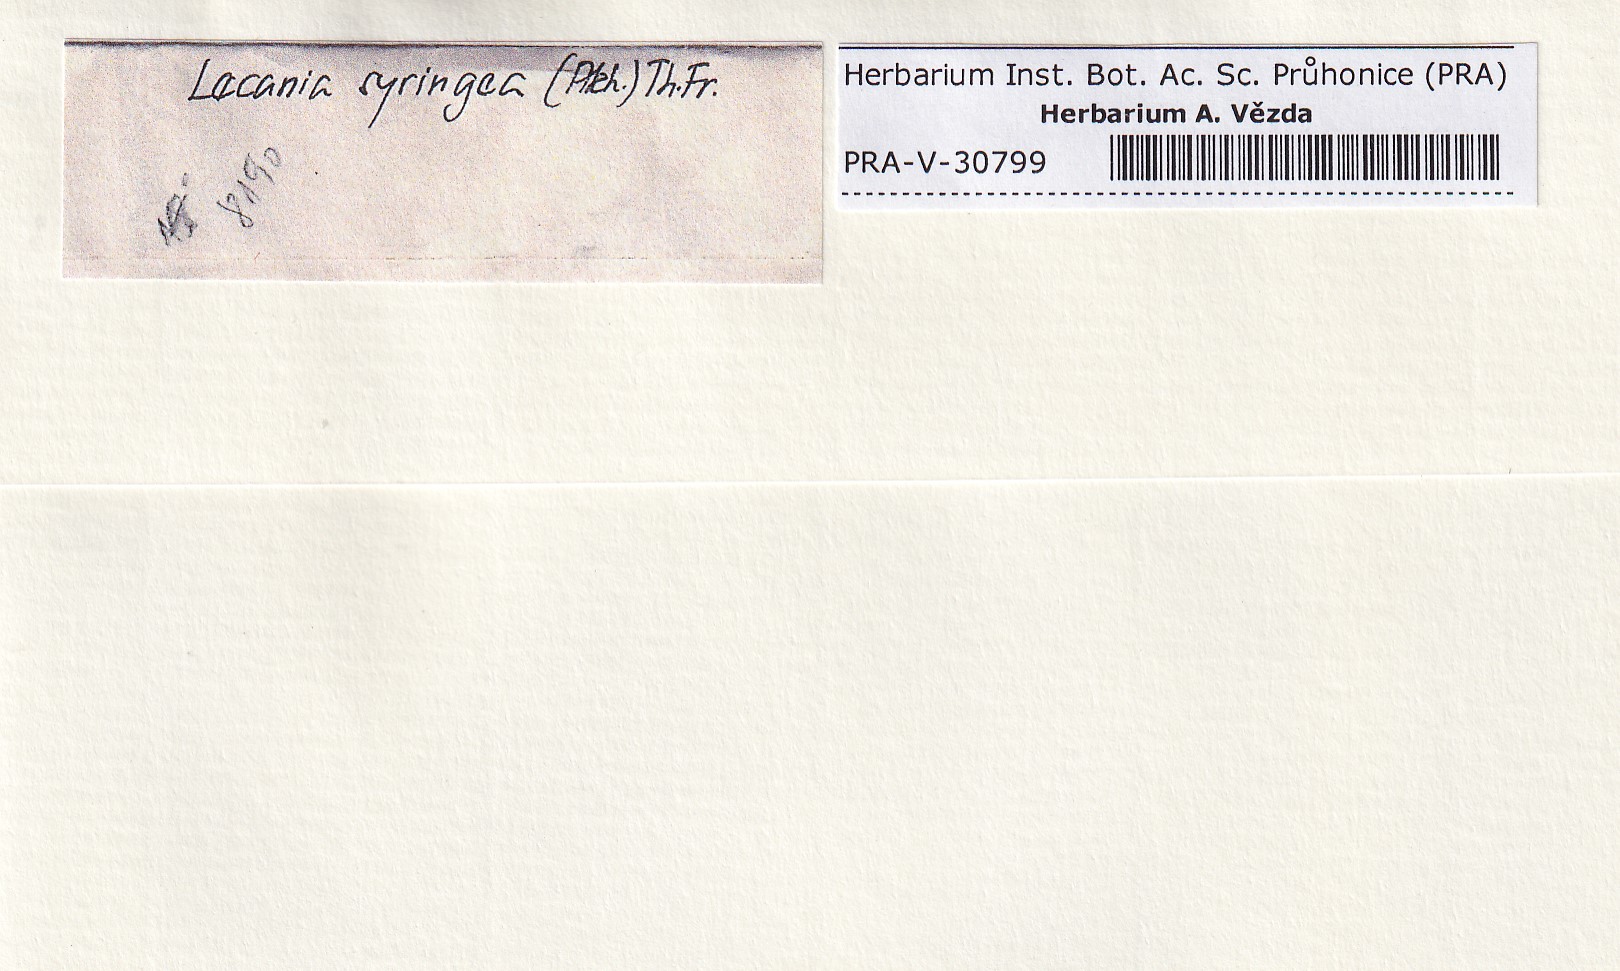 Lecania syringea (Ach.) Th.Fr.
8190
Herbarium Inst. Bot. Ac. Sc. Průhonice (PRA)
Herbarium A. Vězda
PRA-V-30799